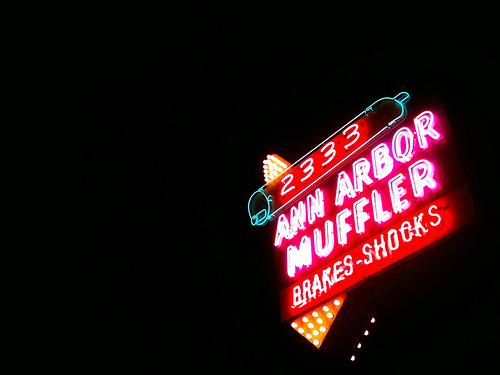 2333
ANN ARBOR
MUFFLER
BRAKES-SHOCKS